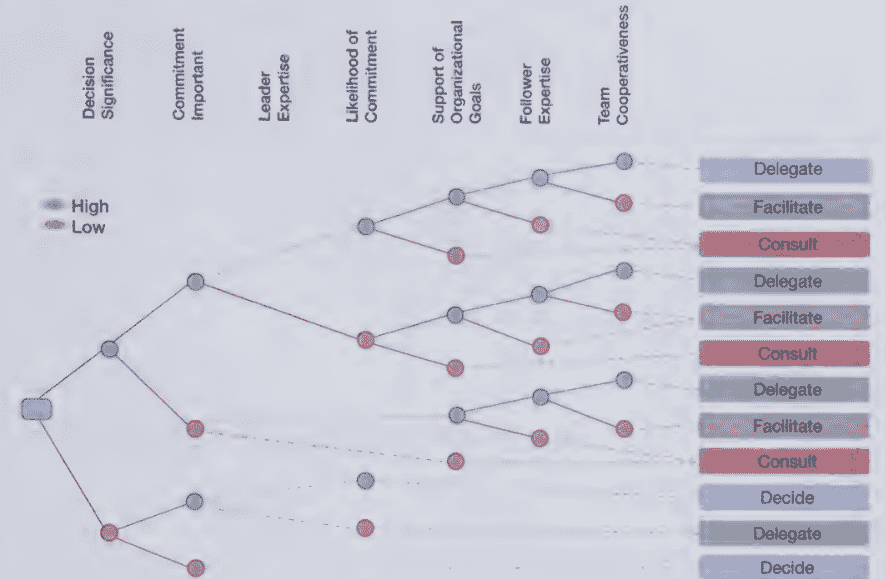 Decision
Significance
Commitment
Important
Leader
Expertise
Likelihood of
Commitment
Support of
Organizational
Goals
Follower
Expertise
Team
Cooperativeness
High
Low
Delegate
Facilitate
Consult
Delegate
Facilitate
Consult
Delegate
Facilitate
Consult
Decide
Delegate
Decide